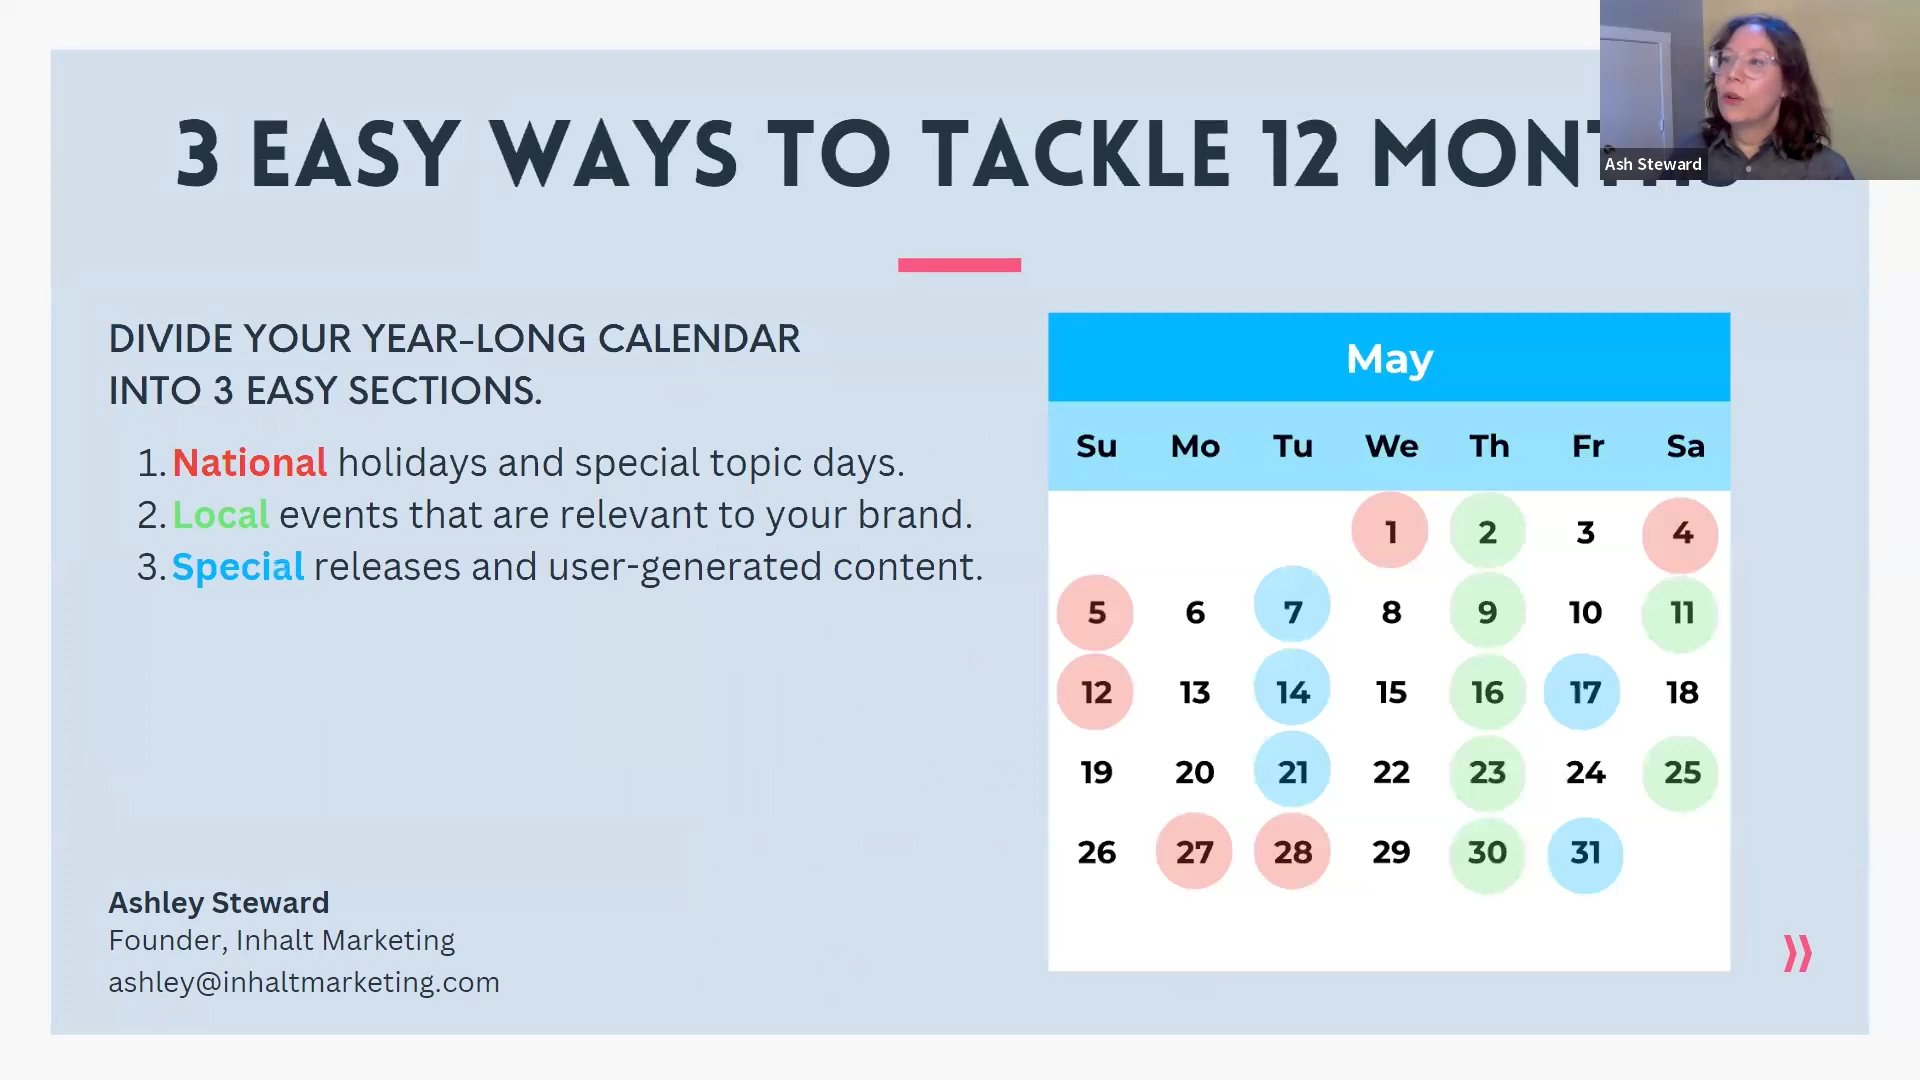 3 EASY WAYS TO TACKLE 12 MONTHS
Ash Steward
DIVIDE YOUR YEAR-LONG CALENDAR
INTO 3 EASY SECTIONS.
1. National holidays and special topic days.
2. Local events that are relevant to your brand.
3. Special releases and user-generated content.
May
Su Mo Tu We Th Fr Sa
1 2 3 4
5 6 7 8 9 10 11
12 13 14 15 16 17 18
19 20 21 22 23 24 25
26 27 28 29 30 31
Ashley Steward
Founder, Inhalt Marketing
ashley@inhaltmarketing.com